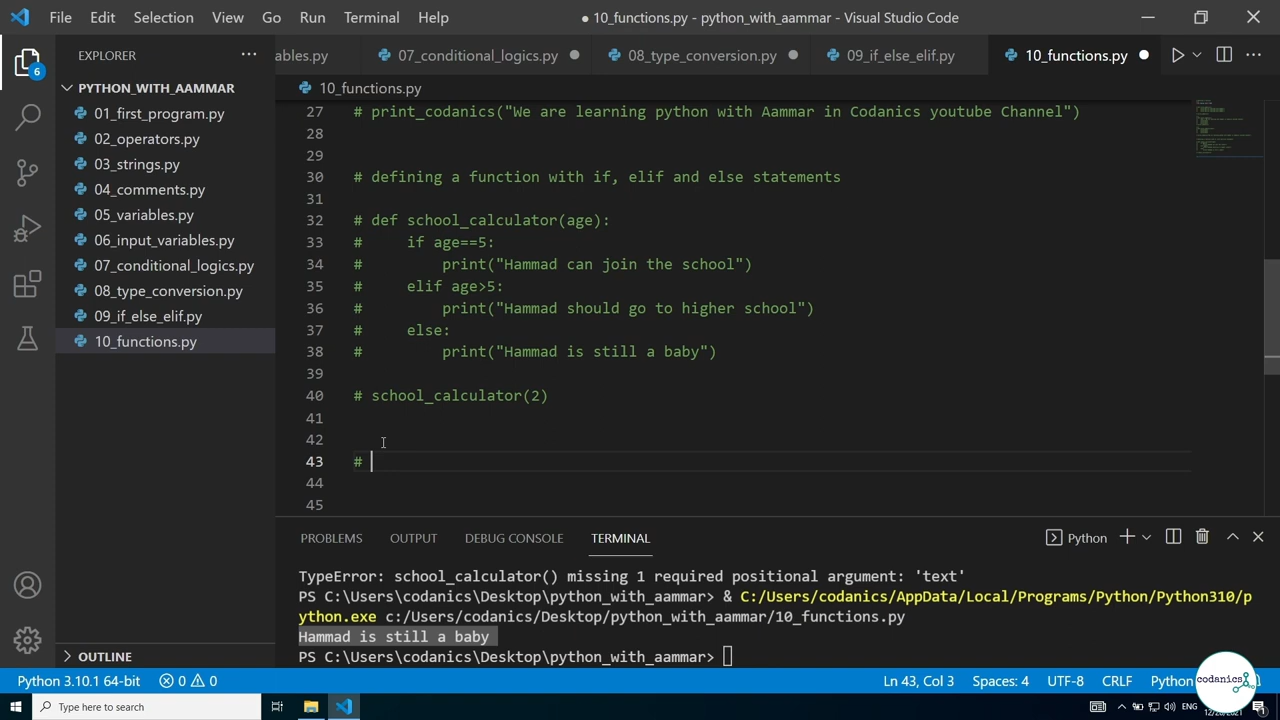 File Edit Selection View Go Run Terminal Help ● 10_functions.py - python_with_aammar - Visual Studio Code
EXPLORER
6
PYTHON_WITH_AAMMAR
01_first_program.py
02_operators.py
03_strings.py
04_comments.py
05_variables.py
06_input_variables.py
07_conditional_logics.py
08_type_conversion.py
09_if_else_elif.py
10_functions.py
OUTLINE
ables.py 07_conditional_logics.py 08_type_conversion.py 09_if_else_elif.py 10_functions.py
10_functions.py
27 # print_codanics("We are learning python with Aammar in Codanics youtube Channel")
28
29
30 # defining a function with if, elif and else statements
31
32 # def school_calculator(age):
33 #     if age==5:
34 #         print("Hammad can join the school")
35 #     elif age>5:
36 #         print("Hammad should go to higher school")
37 #     else:
38 #         print("Hammad is still a baby")
39
40 # school_calculator(2)
41
42
43 #
44
45
PROBLEMS OUTPUT DEBUG CONSOLE TERMINAL Python
TypeError: school_calculator() missing 1 required positional argument: 'text'
PS C:\Users\codanics\Desktop\python_with_aammar> & C:/Users/codanics/AppData/Local/Programs/Python/Python310/p
ython.exe c:/Users/codanics/Desktop/python_with_aammar/10_functions.py
Hammad is still a baby
PS C:\Users\codanics\Desktop\python_with_aammar>
Python 3.10.1 64-bit 0 0 Ln 43, Col 3 Spaces: 4 UTF-8 CRLF Python
codanics
Type here to search ENG